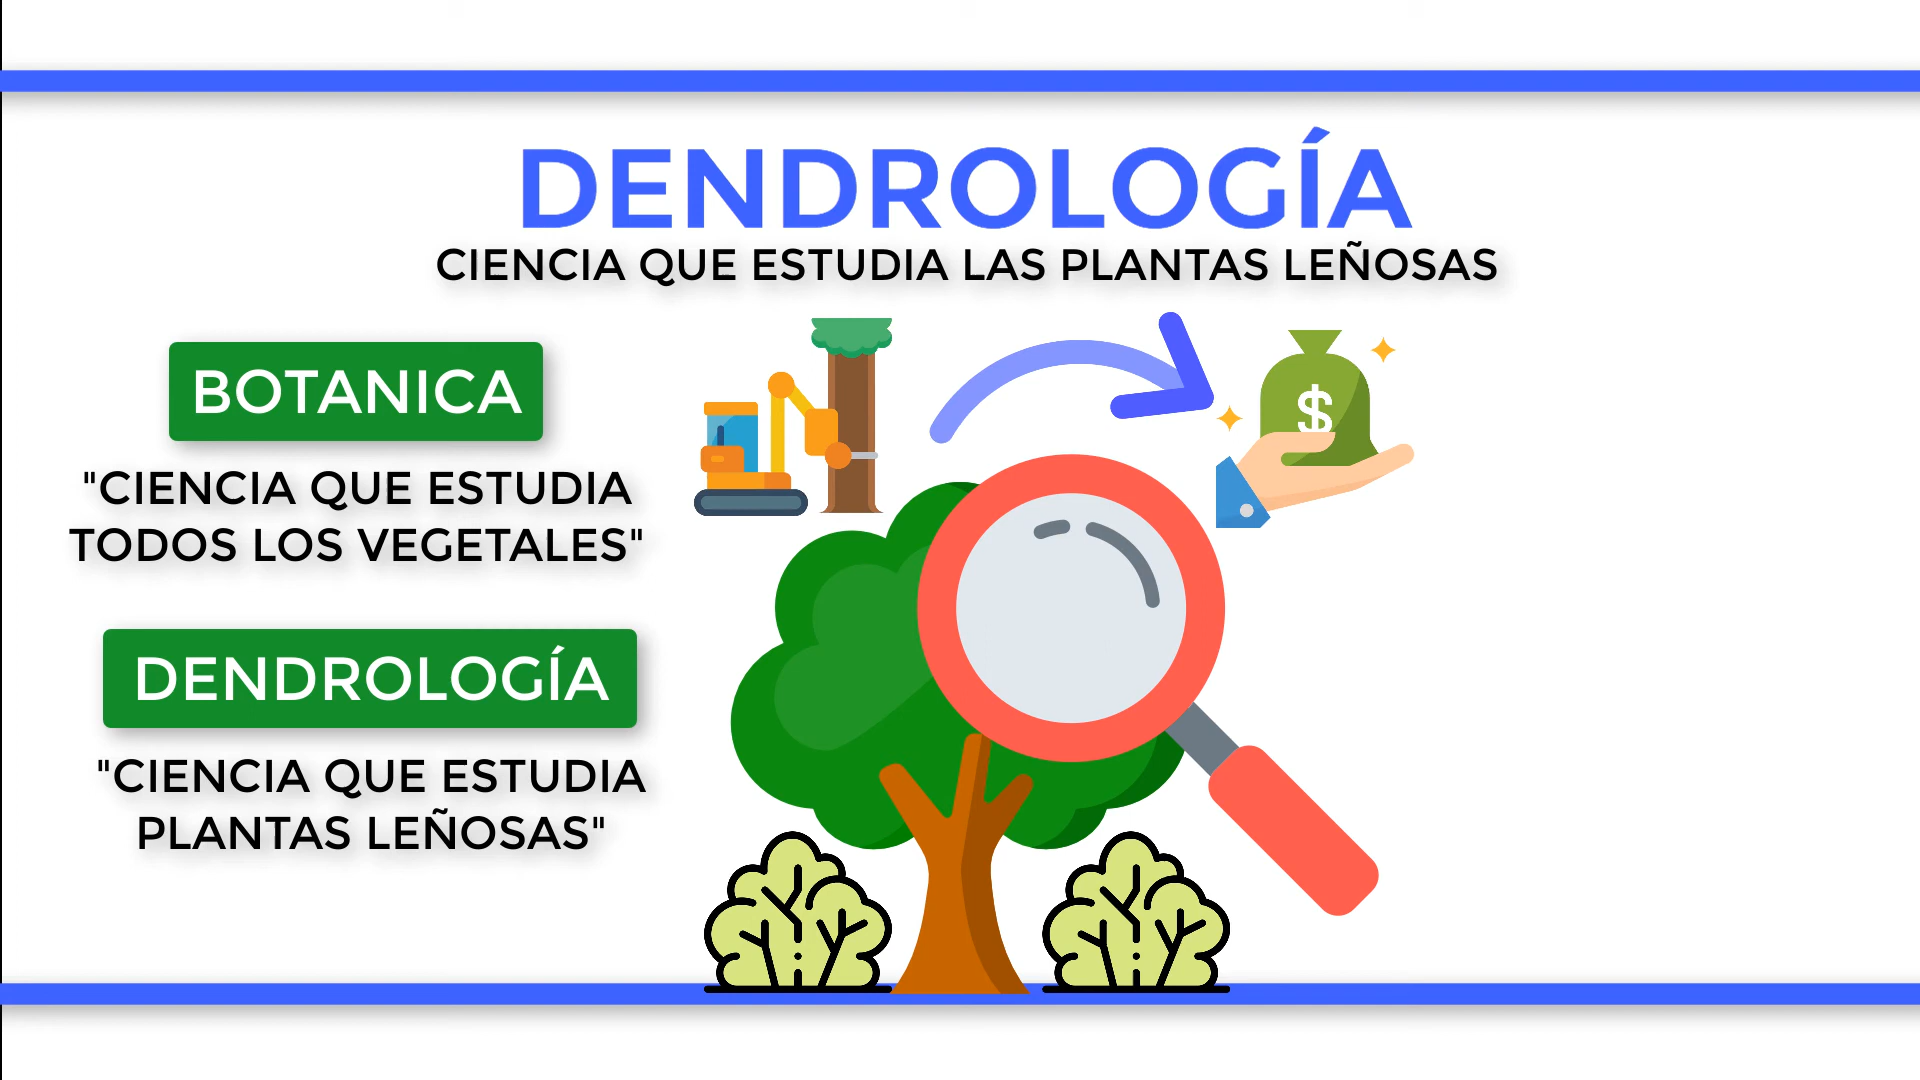 DENDROLOGÍA
CIENCIA QUE ESTUDIA LAS PLANTAS LEÑOSAS
BOTANICA
"CIENCIA QUE ESTUDIA
TODOS LOS VEGETALES"
DENDROLOGÍA
"CIENCIA QUE ESTUDIA
PLANTAS LEÑOSAS"
$